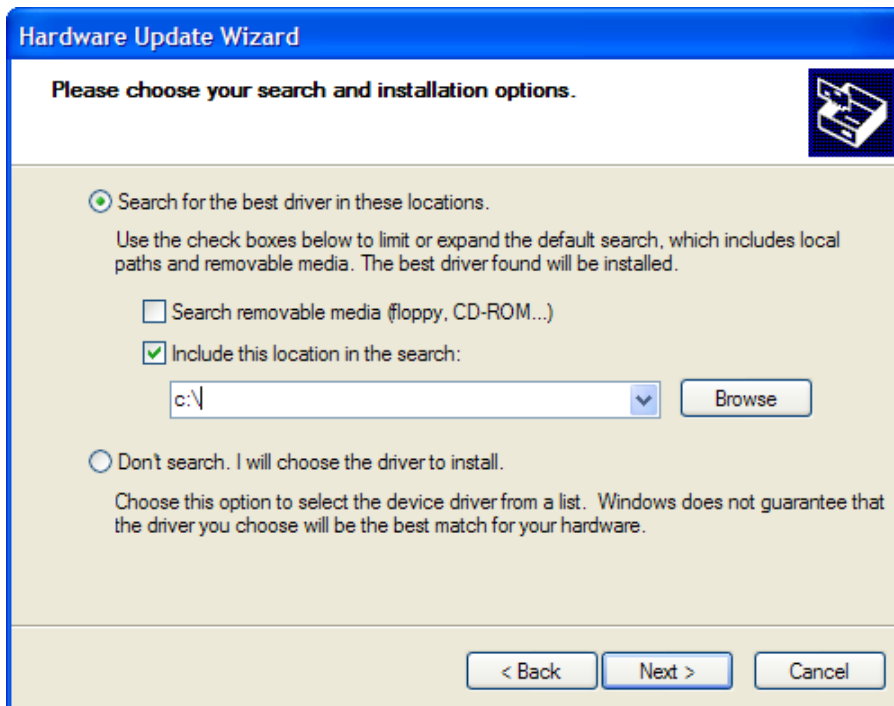 Hardware Update Wizard
Please choose your search and installation options.
Search for the best driver in these locations.
Use the check boxes below to limit or expand the default search, which includes local
paths and removable media. The best driver found will be installed.
Search removable media (floppy, CD-ROM...)
Include this location in the search:
c:\
Browse
Don't search. I will choose the driver to install.
Choose this option to select the device driver from a list.  Windows does not guarantee that
the driver you choose will be the best match for your hardware.
< Back
Next >
Cancel